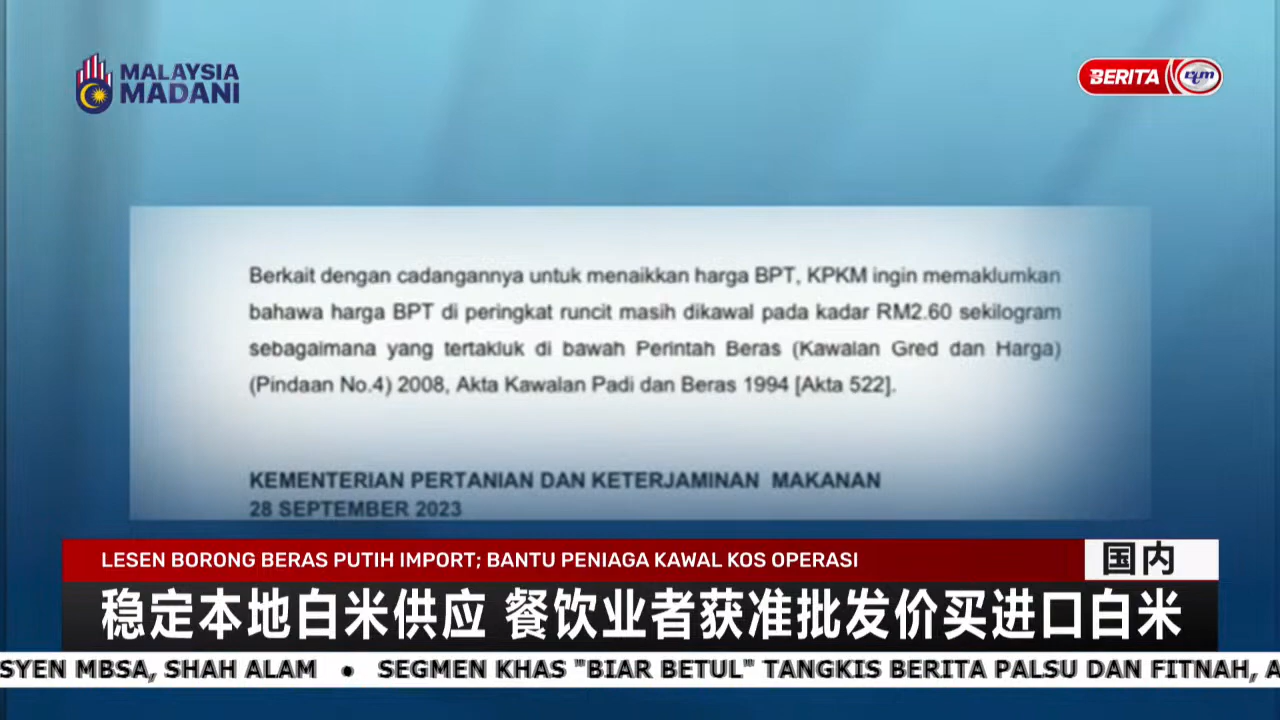 MALAYSIA
MADANI
BERITA rtm
Berkait dengan cadangannya untuk menaikkan harga BPT, KPKM ingin memaklumkan
bahawa harga BPT di peringkat runcit masih dikawal pada kadar RM2.60 sekilogram
sebagaimana yang tertakluk di bawah Perintah Beras (Kawalan Gred dan Harga)
(Pindaan No.4) 2008, Akta Kawalan Padi dan Beras 1994 [Akta 522].
KEMENTERIAN PERTANIAN DAN KETERJAMINAN MAKANAN
28 SEPTEMBER 2023
LESEN BORONG BERAS PUTIH IMPORT; BANTU PENIAGA KAWAL KOS OPERASI
国内
稳定本地白米供应 餐饮业者获准批发价买进口白米
SYEN MBSA, SHAH ALAM • SEGMEN KHAS "BIAR BETUL" TANGKIS BERITA PALSU DAN FITNAH, A